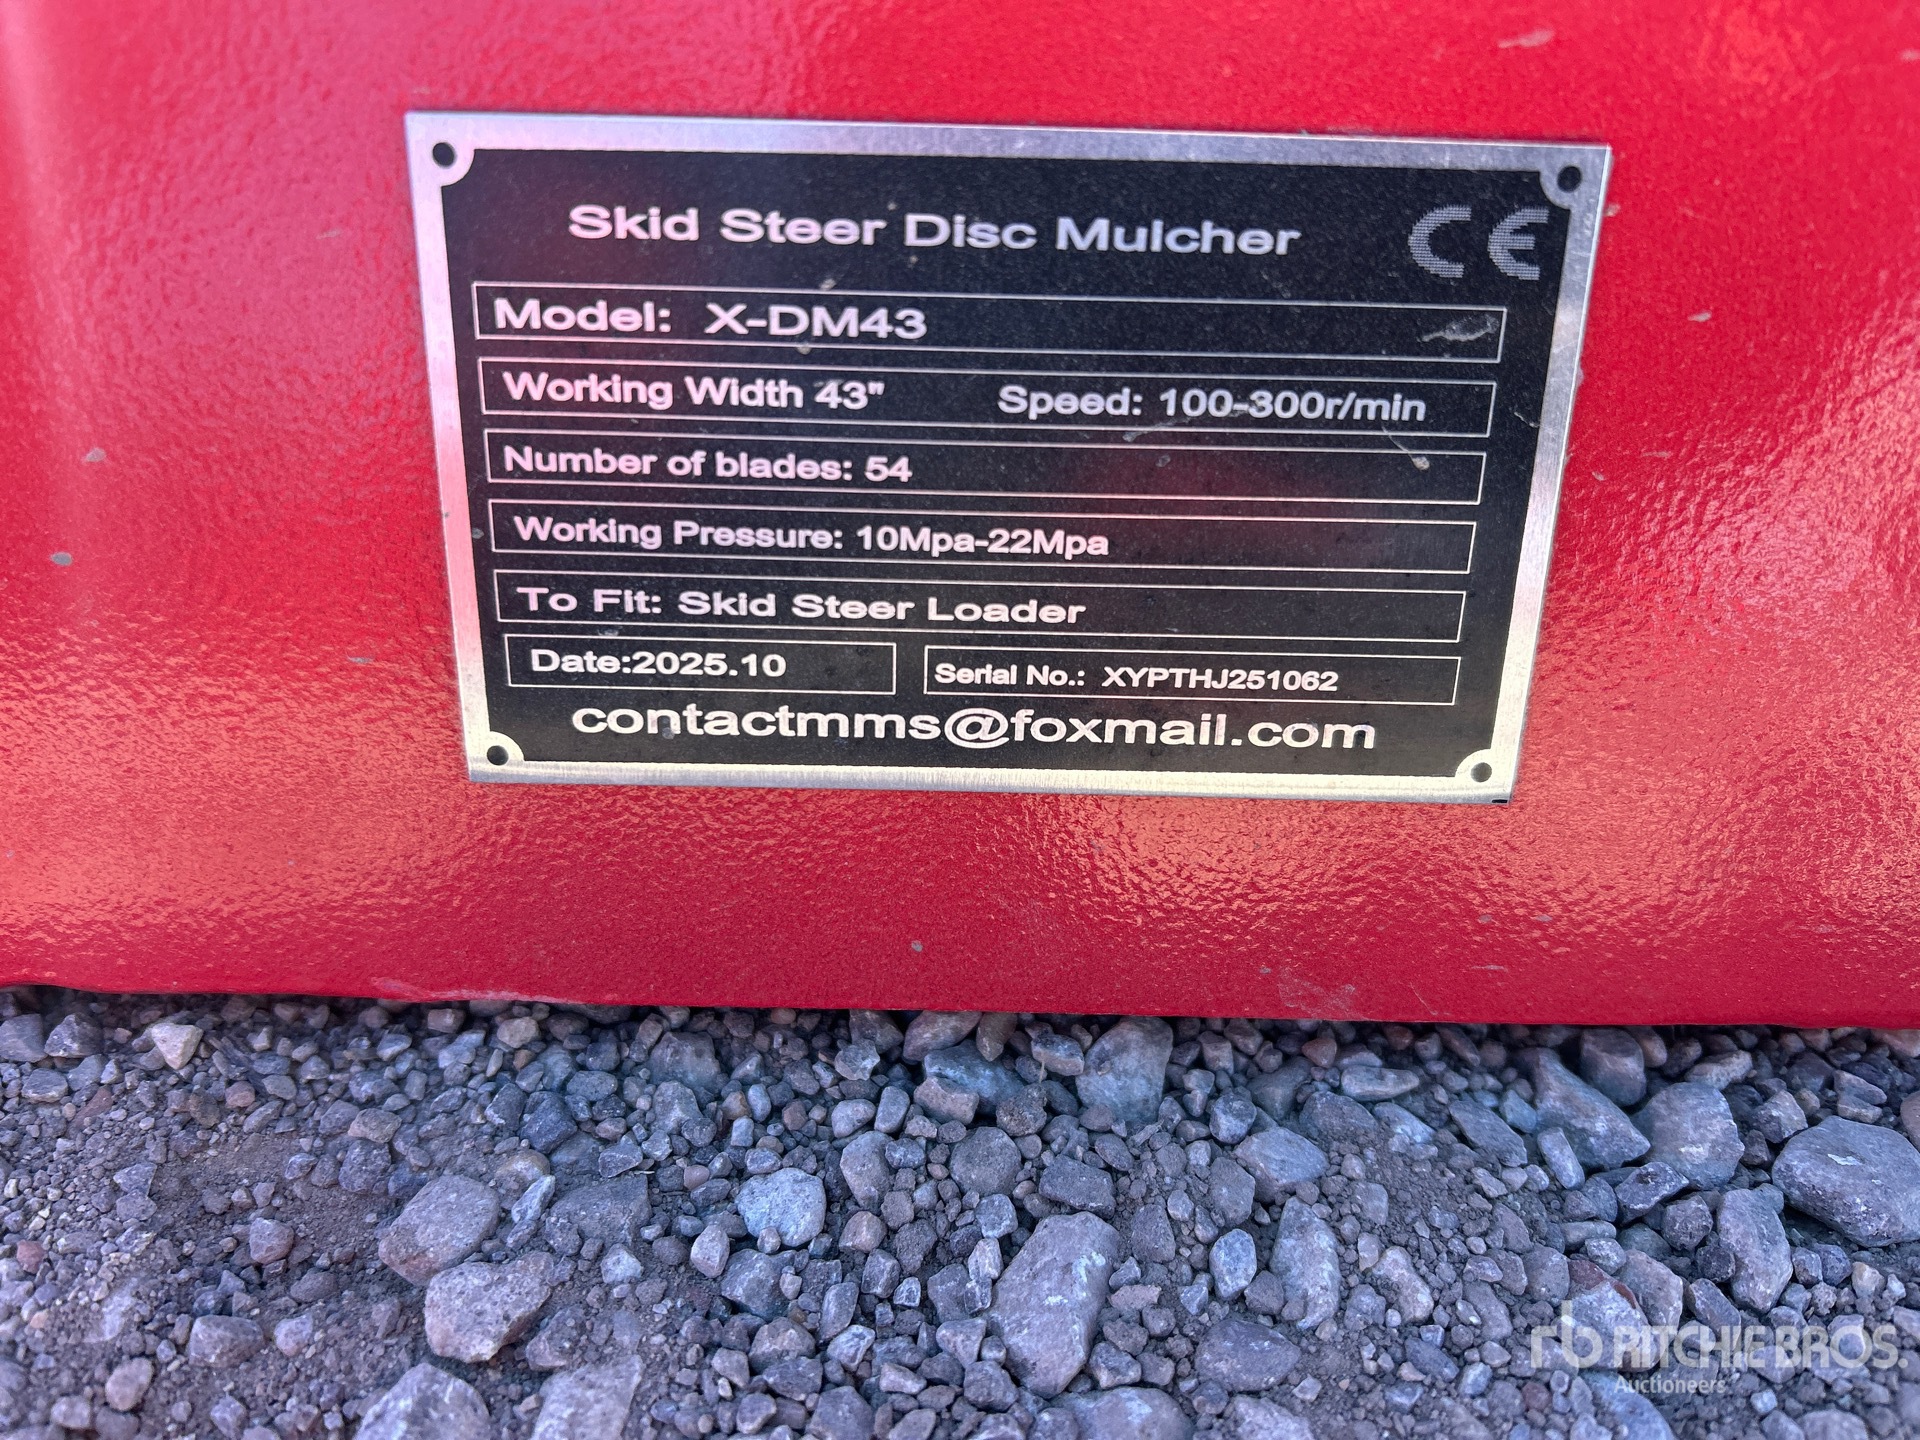 Skid Steer Disc Mulcher CE
Model: X-DM43
Working Width 43" Speed: 100-300r/min
Number of blades: 54
Working Pressure: 10Mpa-22Mpa
To Fit: Skid Steer Loader
Date:2025.10 Serial No.: XYPTHJ251062
contactmms@foxmail.com
rb RITCHIE BROS.
Auctioneers